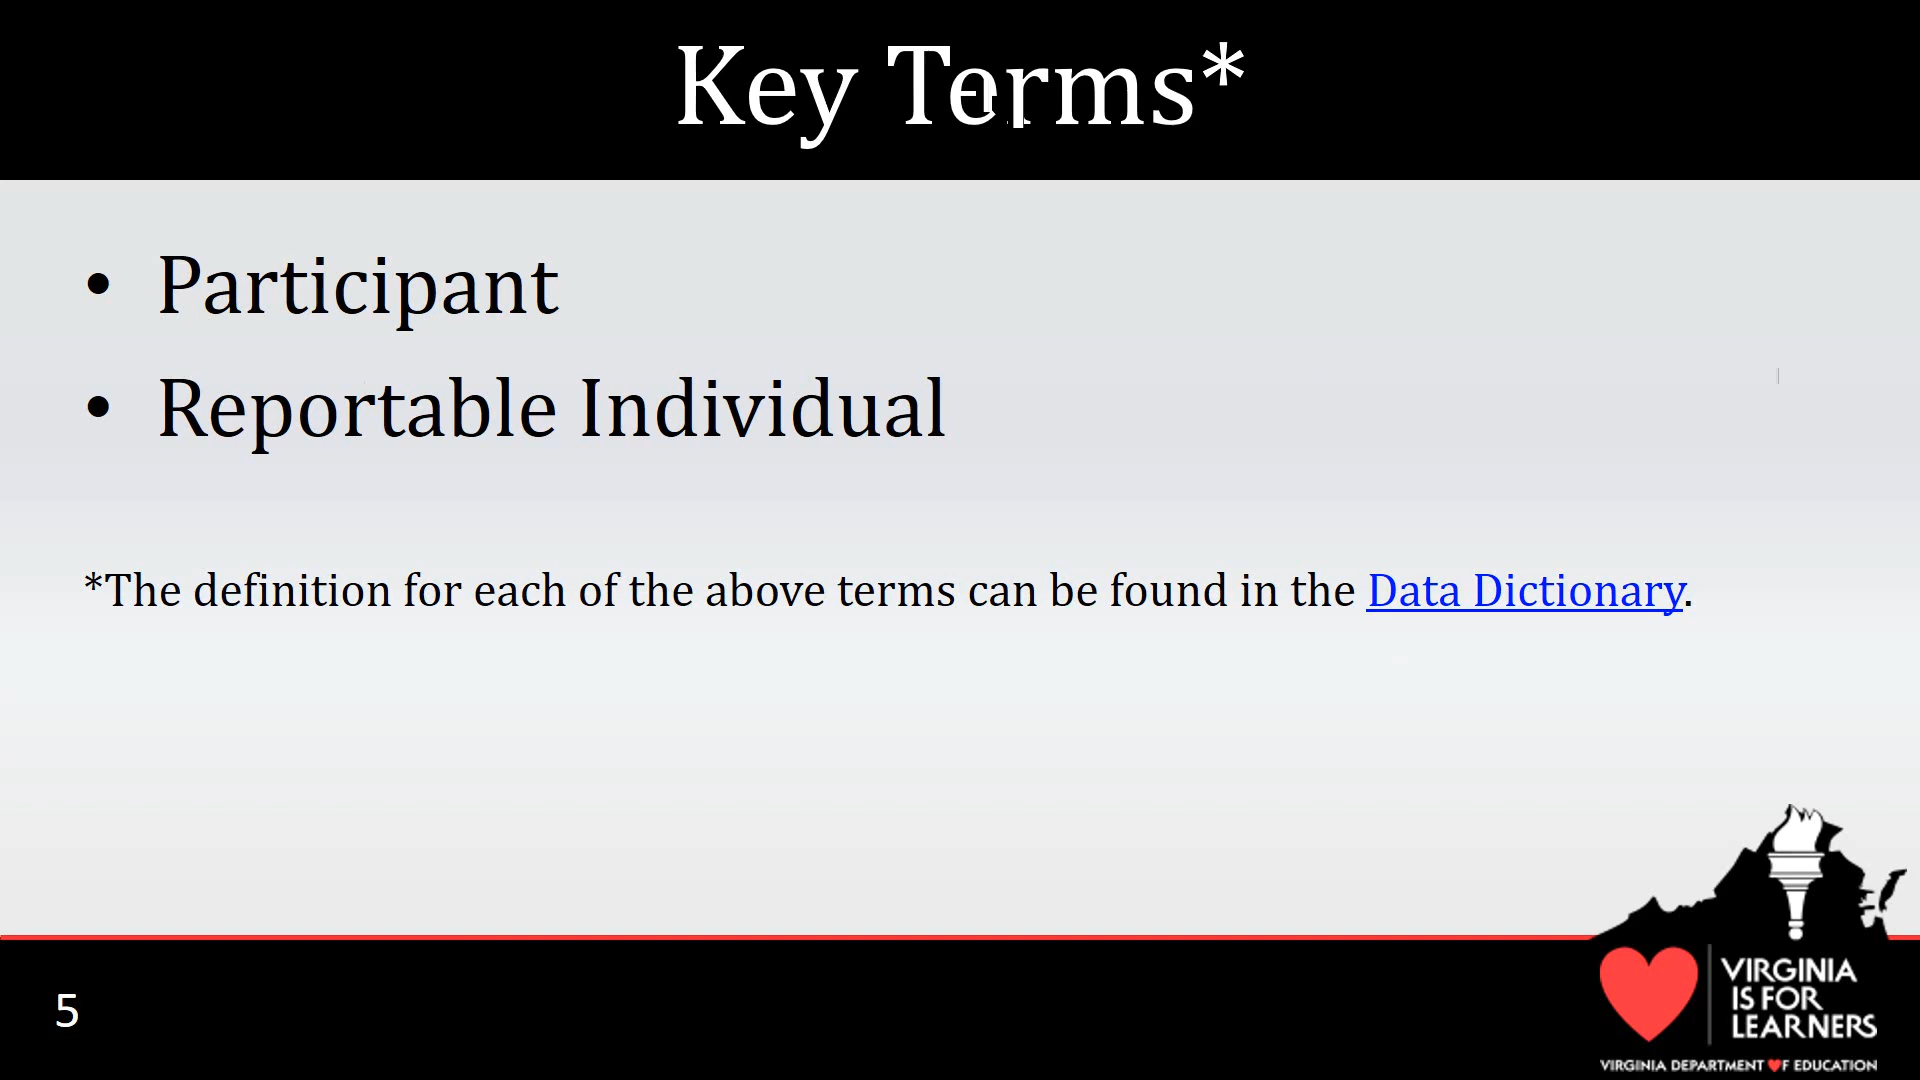 Key Terms*
• Participant
• Reportable Individual
*The definition for each of the above terms can be found in the Data Dictionary.
5
VIRGINIA
IS FOR
LEARNERS
VIRGINIA DEPARTMENT OF EDUCATION